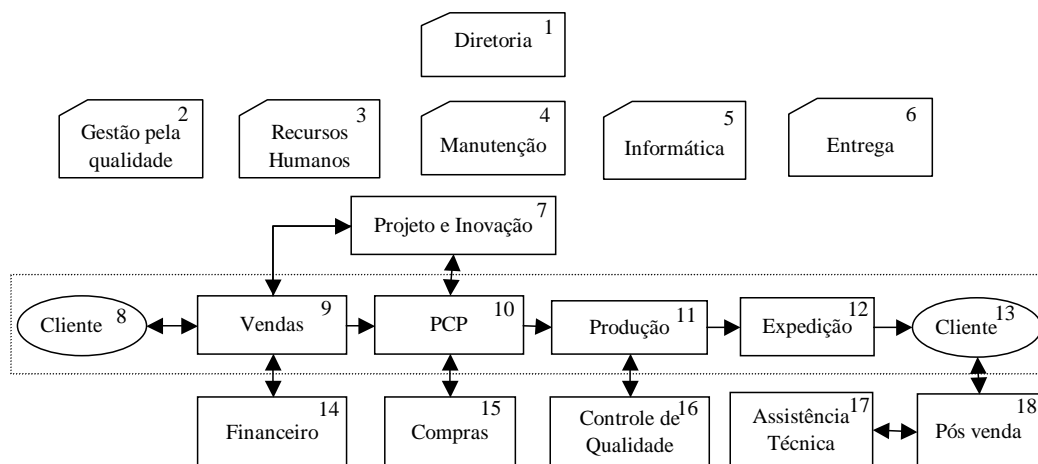 1
Diretoria
2
Gestão pela
qualidade
3
Recursos
Humanos
4
Manutenção
5
Informática
6
Entrega
7
Projeto e Inovação
Cliente 8
9
Vendas
10
PCP
11
Produção
12
Expedição
13
Cliente
14
Financeiro
15
Compras
16
Controle de
Qualidade
17
Assistência
Técnica
18
Pós venda